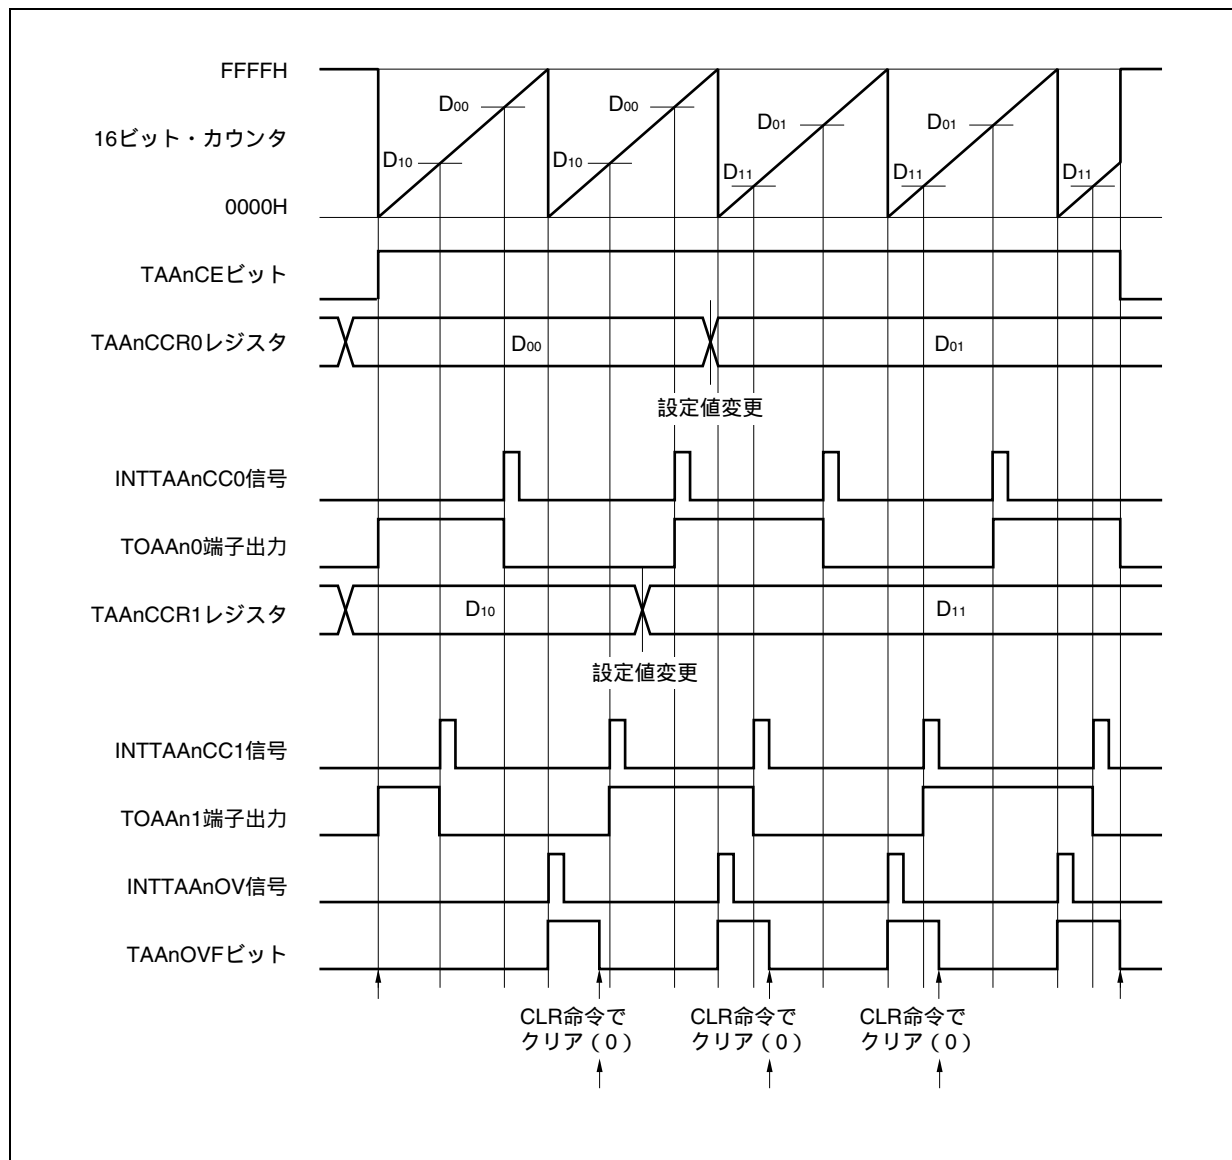 FFFFH
D00 D00
D01 D01
16ビット・カウンタ
D10 D10
D11 D11 D11
0000H
TAAnCEビット
TAAnCCR0レジスタ
D00 D01
設定値変更
INTTAAnCC0信号
TOAAn0端子出力
TAAnCCR1レジスタ
D10 D11
設定値変更
INTTAAnCC1信号
TOAAn1端子出力
INTTAAnOV信号
TAAnOVFビット
CLR命令で
クリア(0)
CLR命令で
クリア(0)
CLR命令で
クリア(0)